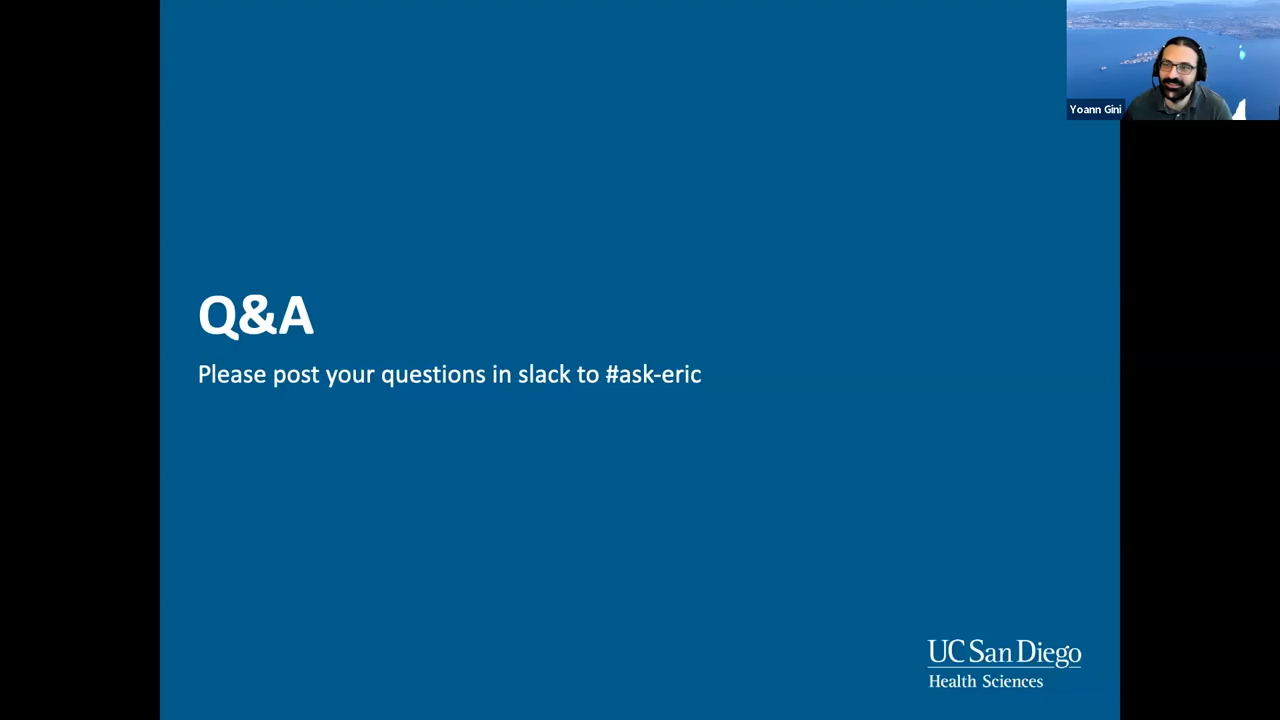 Yoann Gini
Q&A
Please post your questions in slack to #ask-eric
UC San Diego
Health Sciences